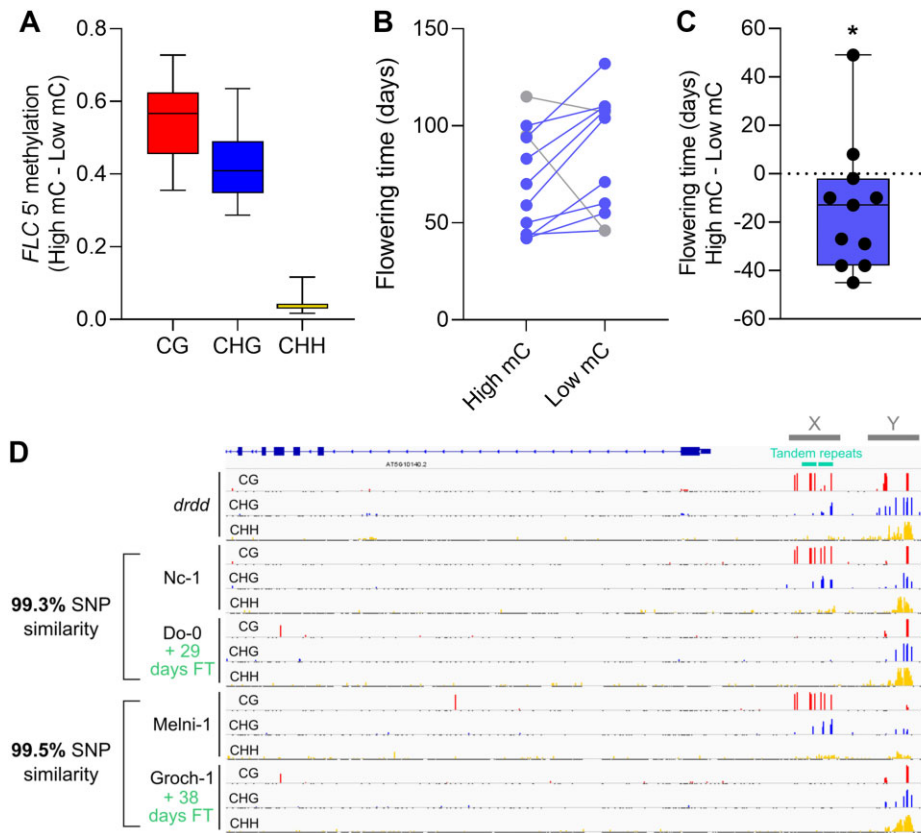 A
FLC 5' methylation
(High mC - Low mC)
0.8
0.6
0.4
0.2
0.0
CG
CHG
CHH
B
Flowering time (days)
150
100
50
0
High mC
Low mC
C
Flowering time (days)
High mC - Low mC
*
60
40
20
0
-20
-40
-60
D
X
Y
Tandem repeats
AT5G10140.2
drdd
CG
CHG
CHH
99.3% SNP
similarity
Nc-1
CG
CHG
CHH
Do-0
+ 29
days FT
CG
CHG
CHH
99.5% SNP
similarity
Melni-1
CG
CHG
CHH
Groch-1
+ 38
days FT
CG
CHG
CHH